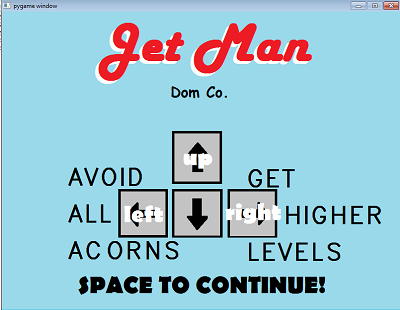 pygame window
Jet Man
Dom Co.
up
AVOID GET
ALL left right HIGHER
ACORNS LEVELS
SPACE TO CONTINUE!